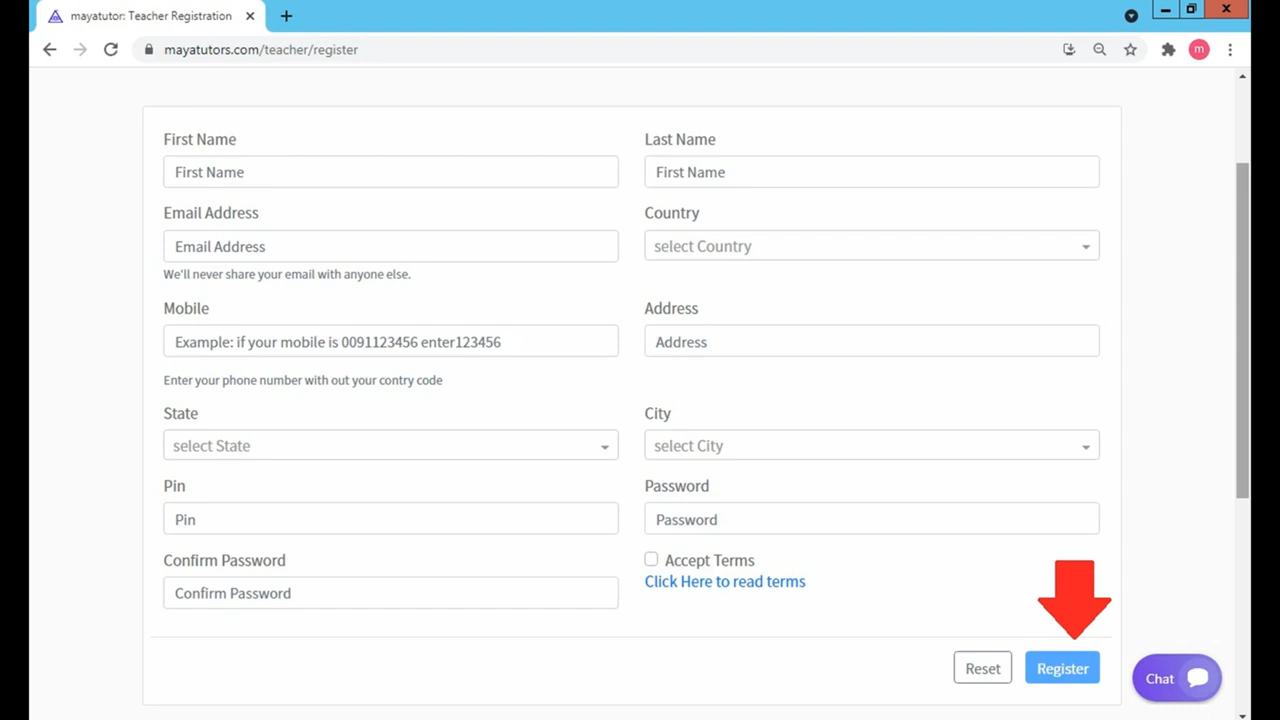 mayatutor: Teacher Registration
mayatutors.com/teacher/register
m
First Name Last Name
First Name First Name
Email Address Country
Email Address select Country
We'll never share your email with anyone else.
Mobile Address
Example: if your mobile is 0091123456 enter123456 Address
Enter your phone number with out your contry code
State City
select State select City
Pin Password
Pin Password
Confirm Password Accept Terms
Click Here to read terms
Confirm Password
Reset Register
Chat